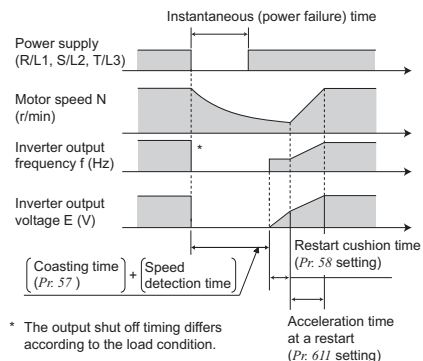 Instantaneous (power failure) time
Power supply
(R/L1, S/L2, T/L3)
Motor speed N
(r/min)
Inverter output
frequency f (Hz)
*
Inverter output
voltage E (V)
Coasting time
(Pr. 57 )
+
Speed
detection time
Restart cushion time
(Pr. 58 setting)
* The output shut off timing differs
according to the load condition.
Acceleration time
at a restart
(Pr. 611 setting)